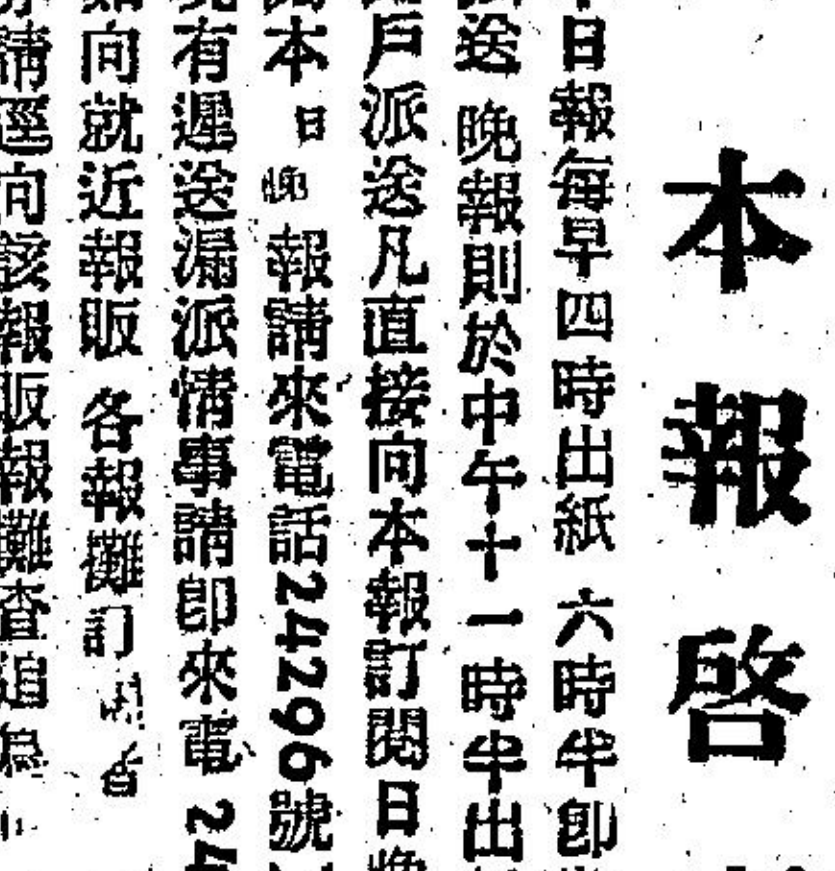 本報啓
日報每早四時出紙 六時半卽
送 晚報則於中午十一時半出
戶派送凡直接向本報訂閱日晚
本日晚報請來電話24296號
有遲送漏派情事請卽來電 24
向就近報販 各報攤訂閱者
請逕向該報販報攤查追為